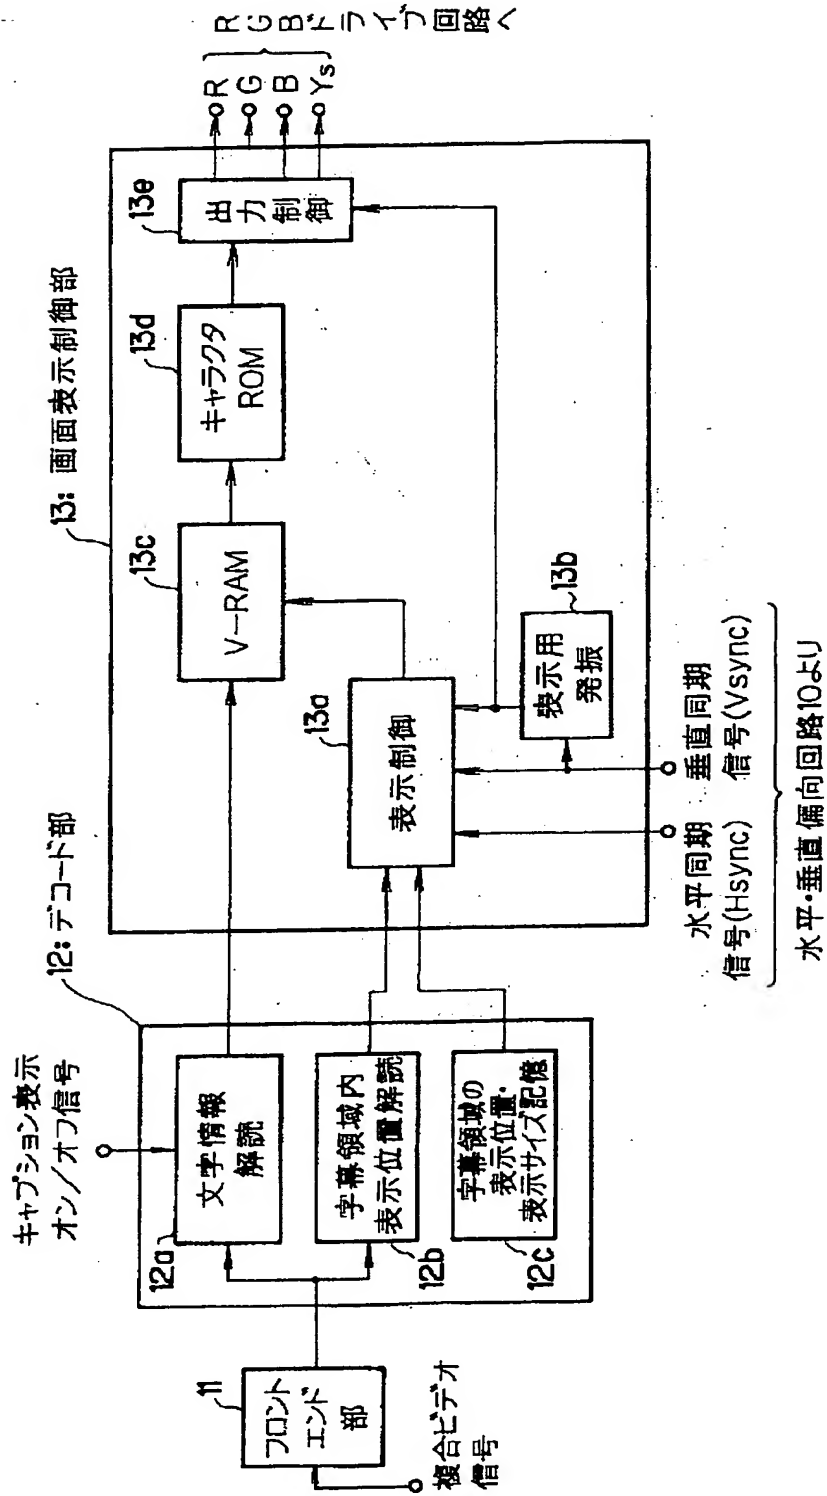 複合ビデオ
信号
11
フロント
エンド
部
キャプション表示
オン／オフ信号
12: デコード部
12a
文字情報
解読
12b
字幕領域内
表示位置解読
12c
字幕領域の
表示位置・
表示サイズ記憶
13: 画面表示制御部
13a
表示制御
13b
表示用
発振
13c
V-RAM
13d
キャラクタ
ROM
13e
出力
制御
R
G
B
Ys
RGBドライブ回路へ
水平同期
信号(Hsync)
垂直同期
信号(Vsync)
水平・垂直偏向回路10より